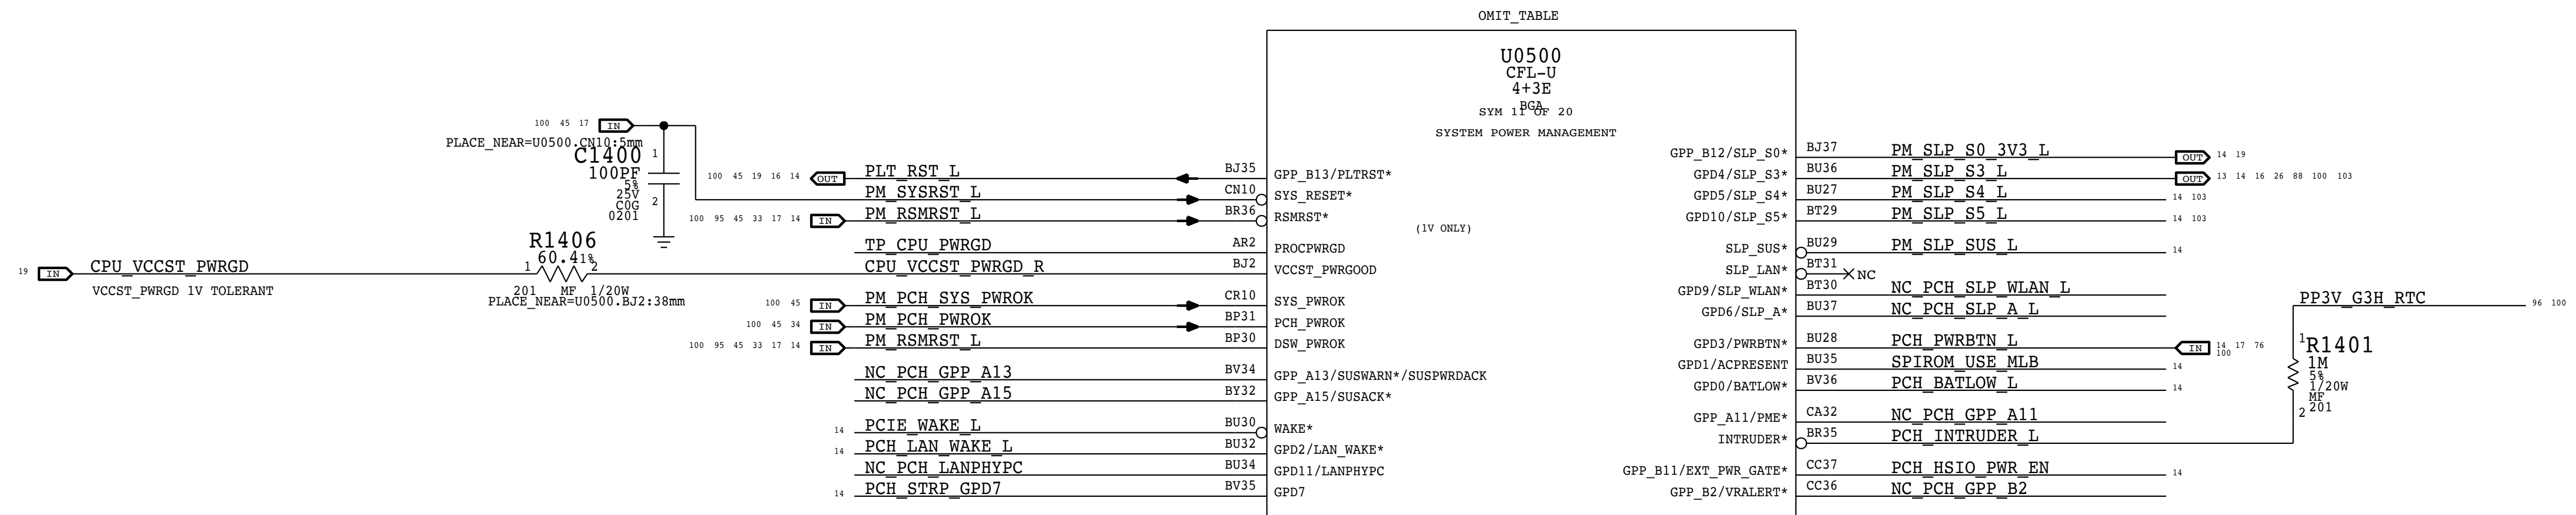 OMIT_TABLE
U0500
CFL-U
4+3E
BGA
SYM 11 OF 20
SYSTEM POWER MANAGEMENT
100 45 17 IN
PLACE_NEAR=U0500.CN10:5mm
C1400 1
100PF
5%
25V
C0G 2
0201
100 45 19 16 14 OUT PLT_RST_L BJ35 GPP_B13/PLTRST*
PM_SYSRST_L CN10 SYS_RESET*
100 95 45 33 17 14 IN PM_RSMRST_L BR36 RSMRST*
(1V ONLY)
TP_CPU_PWRGD AR2 PROCPWRGD
R1406
60.4 1%
1 2
19 IN CPU_VCCST_PWRGD CPU_VCCST_PWRGD_R BJ2 VCCST_PWRGOOD
VCCST_PWRGD 1V TOLERANT
201 MF 1/20W
PLACE_NEAR=U0500.BJ2:38mm
100 45 IN PM_PCH_SYS_PWROK CR10 SYS_PWROK
100 45 34 IN PM_PCH_PWROK BP31 PCH_PWROK
100 95 45 33 17 14 IN PM_RSMRST_L BP30 DSW_PWROK
NC_PCH_GPP_A13 BV34 GPP_A13/SUSWARN*/SUSPWRDACK
NC_PCH_GPP_A15 BY32 GPP_A15/SUSACK*
14 PCIE_WAKE_L BU30 WAKE*
14 PCH_LAN_WAKE_L BU32 GPD2/LAN_WAKE*
NC_PCH_LANPHYPC BU34 GPD11/LANPHYPC
14 PCH_STRP_GPD7 BV35 GPD7
GPP_B12/SLP_S0* BJ37 PM_SLP_S0_3V3_L OUT 14 19
GPD4/SLP_S3* BU36 PM_SLP_S3_L OUT 13 14 16 26 88 100 103
GPD5/SLP_S4* BU27 PM_SLP_S4_L 14 103
GPD10/SLP_S5* BT29 PM_SLP_S5_L 14 103
SLP_SUS* BU29 PM_SLP_SUS_L 14
SLP_LAN* BT31 NC
GPD9/SLP_WLAN* BT30 NC_PCH_SLP_WLAN_L
GPD6/SLP_A* BU37 NC_PCH_SLP_A_L
GPD3/PWRBTN* BU28 PCH_PWRBTN_L IN 14 17 76
100
GPD1/ACPRESENT BU35 SPIROM_USE_MLB 14
GPD0/BATLOW* BV36 PCH_BATLOW_L 14
GPP_A11/PME* CA32 NC_PCH_GPP_A11
INTRUDER* BR35 PCH_INTRUDER_L
GPP_B11/EXT_PWR_GATE* CC37 PCH_HSIO_PWR_EN 14
GPP_B2/VRALERT* CC36 NC_PCH_GPP_B2
PP3V_G3H_RTC 96 100
1 R1401
1M
5%
1/20W
MF
2 201